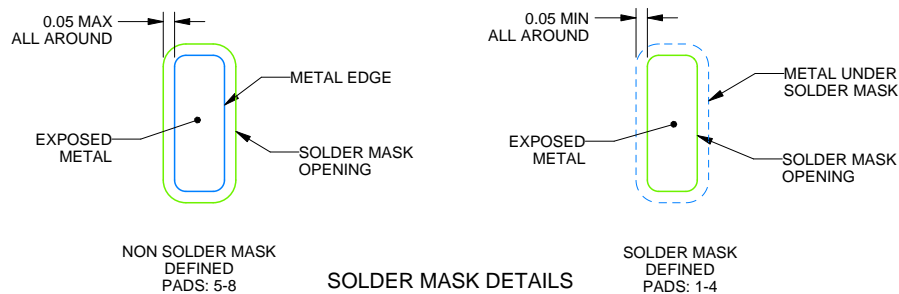 0.05 MAX
ALL AROUND
METAL EDGE
EXPOSED
METAL
SOLDER MASK
OPENING
NON SOLDER MASK
DEFINED
PADS: 5-8
0.05 MIN
ALL AROUND
METAL UNDER
SOLDER MASK
EXPOSED
METAL
SOLDER MASK
OPENING
SOLDER MASK
DEFINED
PADS: 1-4
SOLDER MASK DETAILS